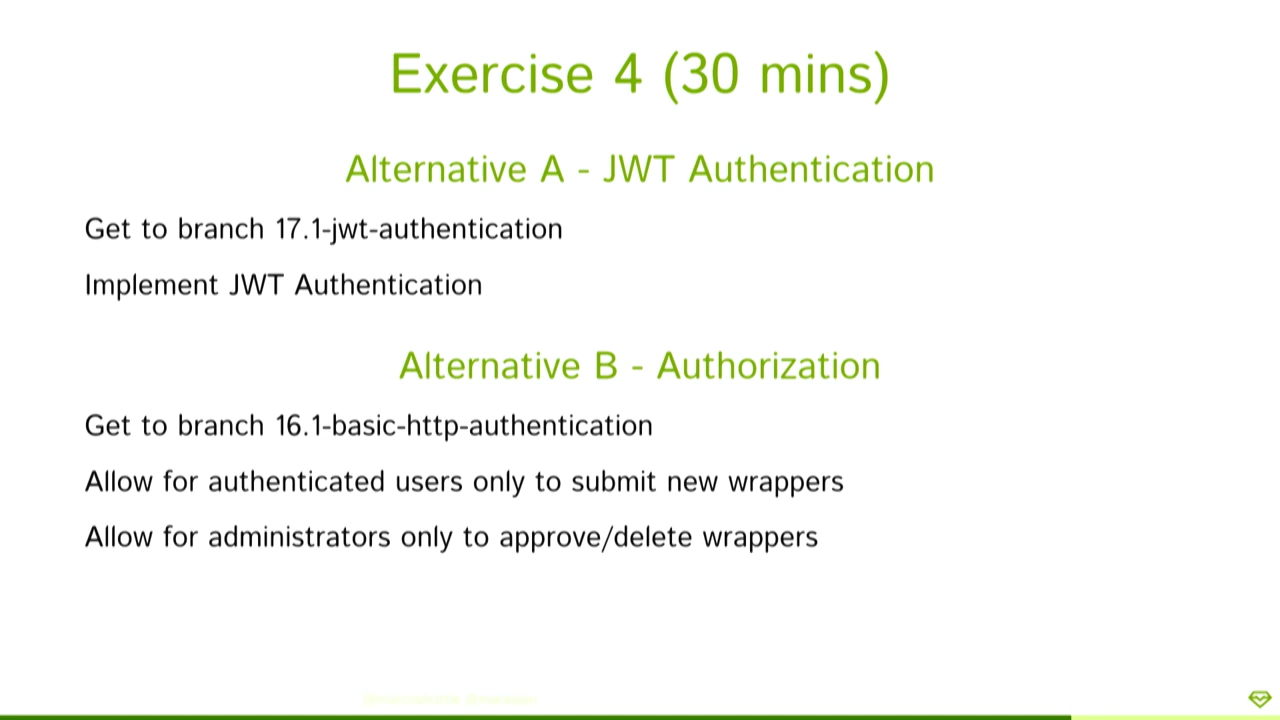 Exercise 4 (30 mins)
Alternative A - JWT Authentication
Get to branch 17.1-jwt-authentication
Implement JWT Authentication
Alternative B - Authorization
Get to branch 16.1-basic-http-authentication
Allow for authenticated users only to submit new wrappers
Allow for administrators only to approve/delete wrappers